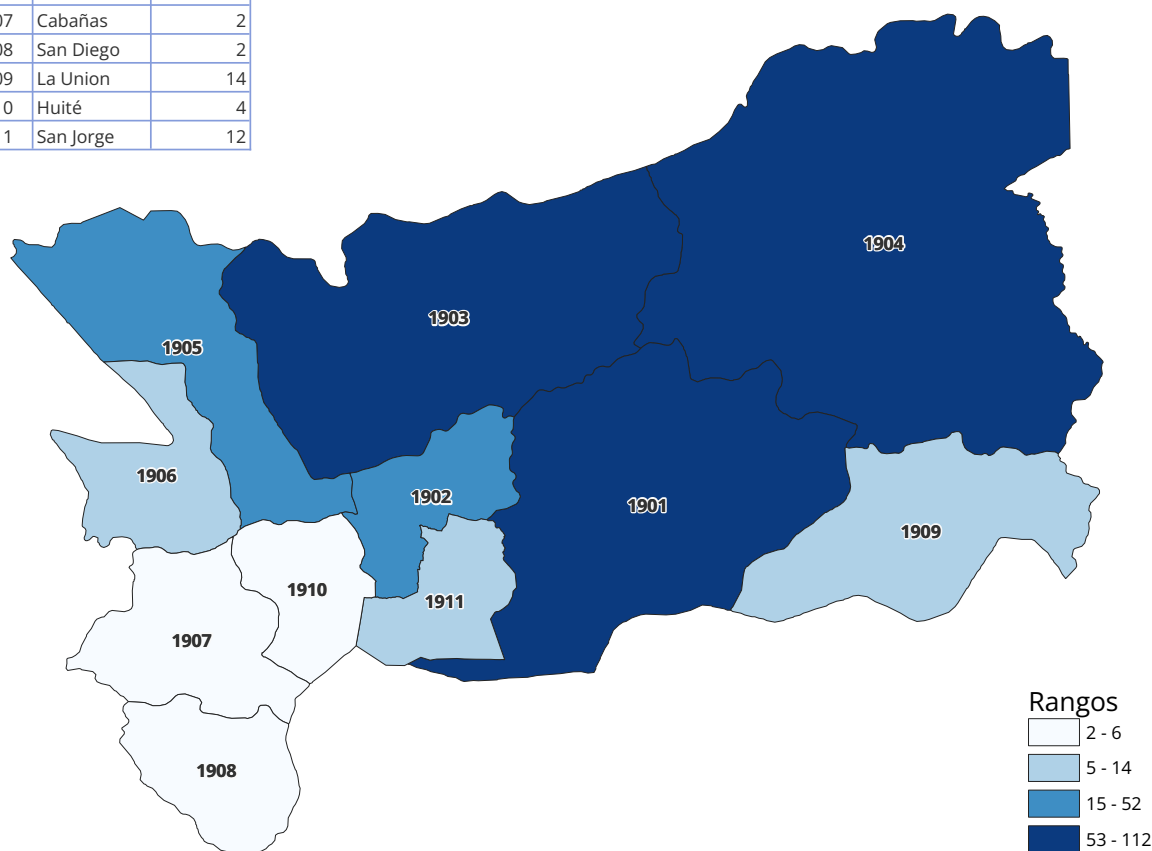 07 Cabañas 2
08 San Diego 2
09 La Union 14
0 Huité 4
1 San Jorge 12
1904
1903
1905
1906
1902
1901
1909
1910
1911
1907
1908
Rangos
2 - 6
5 - 14
15 - 52
53 - 112